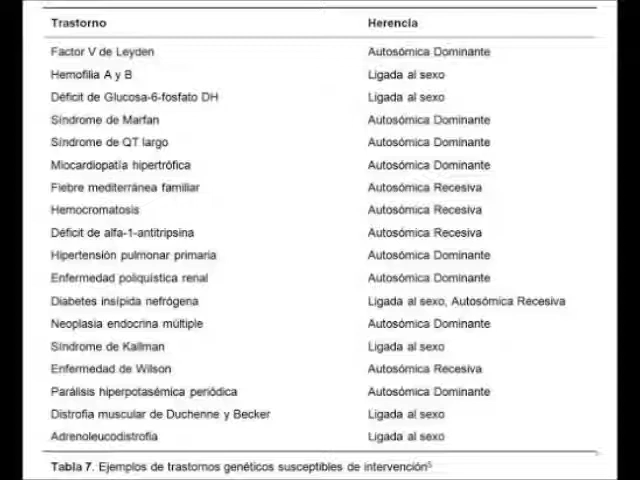 Trastorno Herencia
Factor V de Leyden Autosómica Dominante
Hemofilia A y B Ligada al sexo
Déficit de Glucosa-6-fosfato DH Ligada al sexo
Síndrome de Marfan Autosómica Dominante
Síndrome de QT largo Autosómica Dominante
Miocardiopatía hipertrófica Autosómica Dominante
Fiebre mediterránea familiar Autosómica Recesiva
Hemocromatosis Autosómica Recesiva
Déficit de alfa-1-antitripsina Autosómica Recesiva
Hipertensión pulmonar primaria Autosómica Dominante
Enfermedad poliquística renal Autosómica Dominante
Diabetes insípida nefrógena Ligada al sexo, Autosómica Recesiva
Neoplasia endocrina múltiple Autosómica Dominante
Síndrome de Kallman Ligada al sexo
Enfermedad de Wilson Autosómica Recesiva
Parálisis hiperpotasémica periódica Autosómica Dominante
Distrofia muscular de Duchenne y Becker Ligada al sexo
Adrenoleucodistrofia Ligada al sexo
Tabla 7. Ejemplos de trastornos genéticos susceptibles de intervención